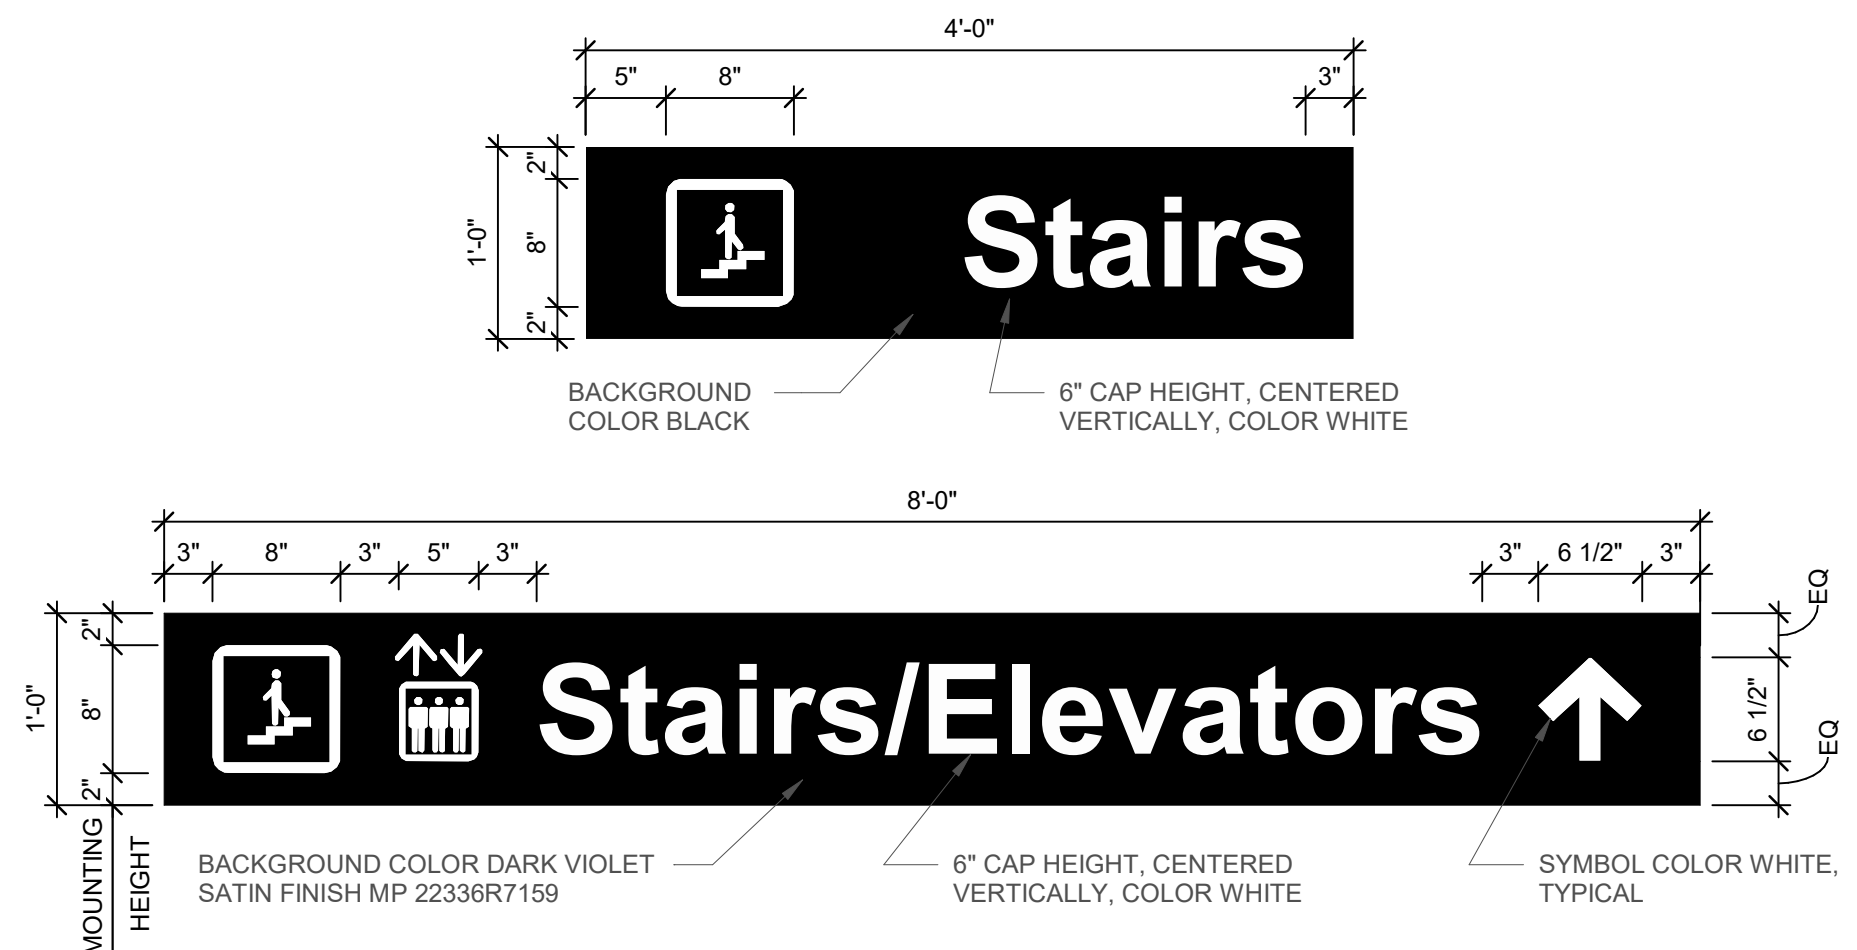 4'-0"
5" 8" 3"
1'-0"
2"
8"
2"
Stairs
BACKGROUND
COLOR BLACK
6" CAP HEIGHT, CENTERED
VERTICALLY, COLOR WHITE
8'-0"
3" 8" 3" 5" 3" 3" 6 1/2" 3"
1'-0"
2"
8"
2"
Stairs/Elevators
EQ
6 1/2"
EQ
MOUNTING
HEIGHT
BACKGROUND COLOR DARK VIOLET
SATIN FINISH MP 22336R7159
6" CAP HEIGHT, CENTERED
VERTICALLY, COLOR WHITE
SYMBOL COLOR WHITE,
TYPICAL